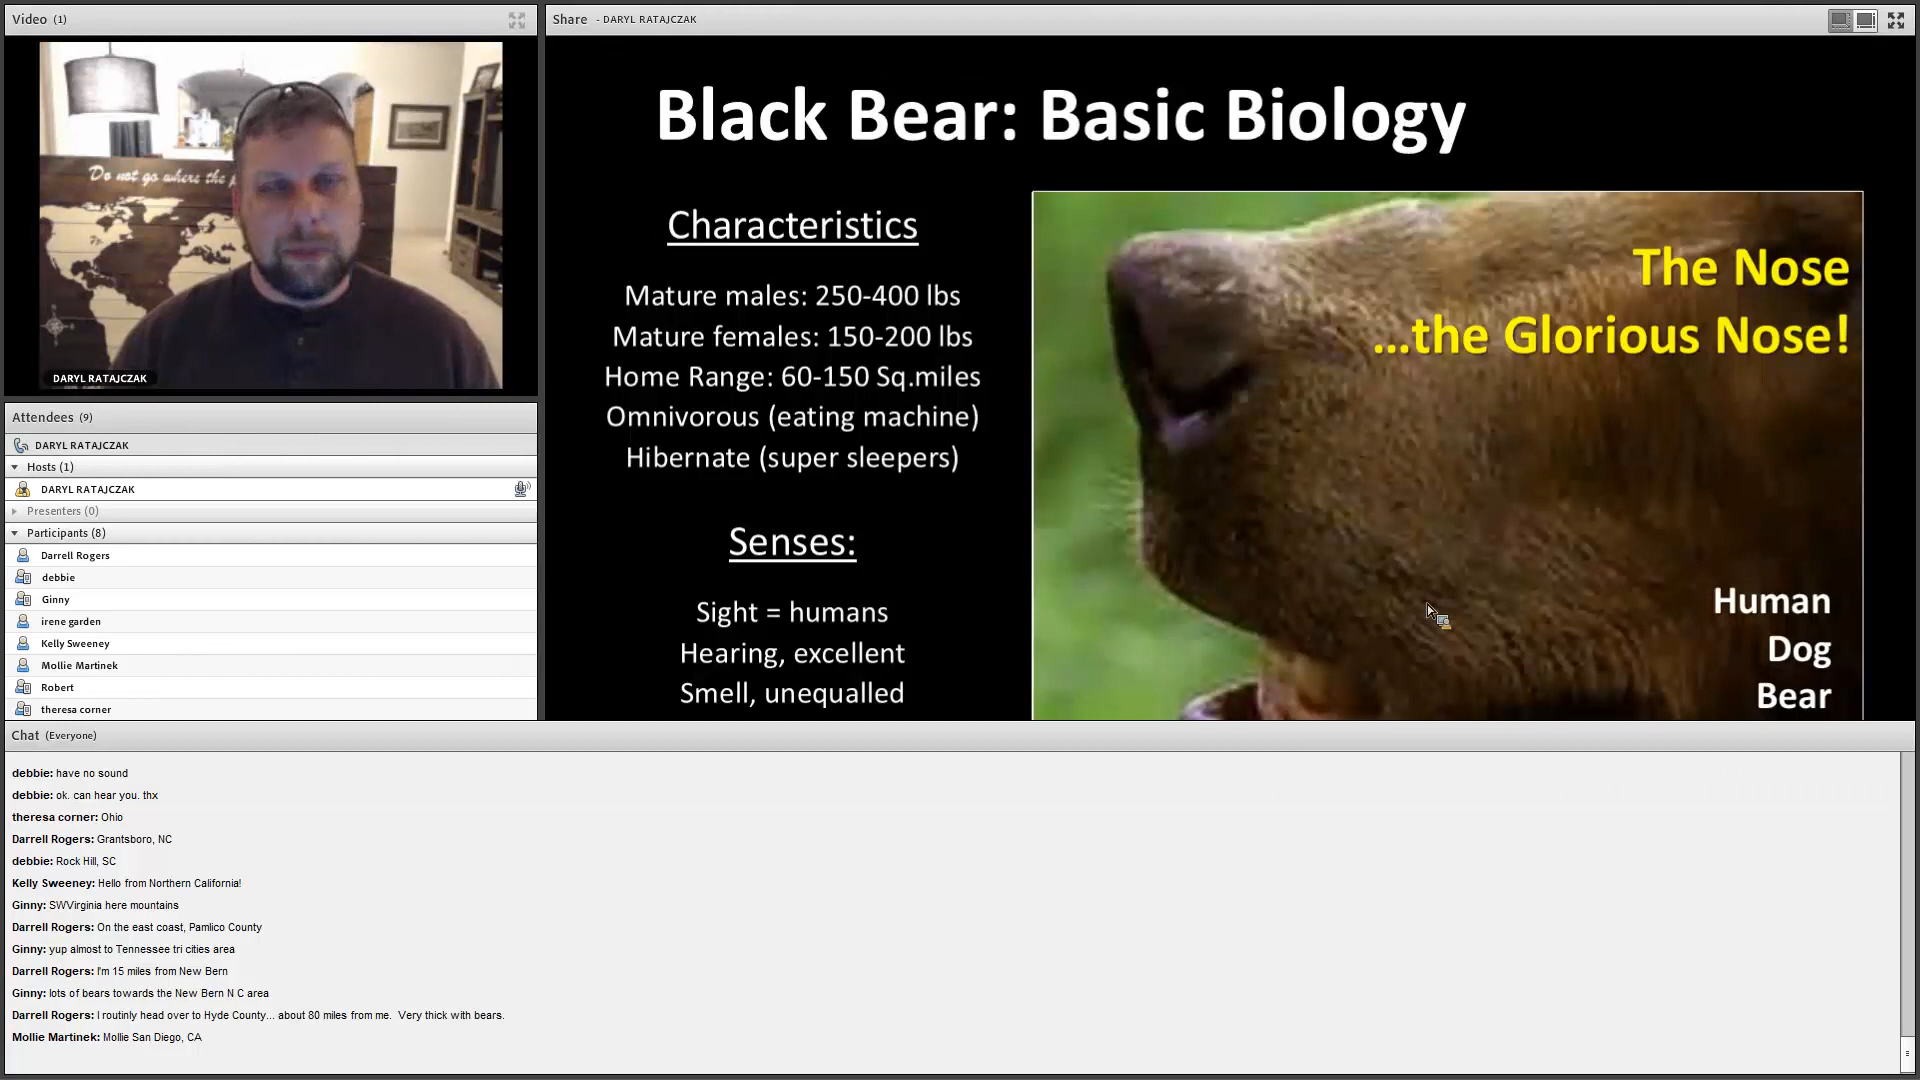 Video (1)
Do not go where the p
DARYL RATAJCZAK
Attendees (9)
DARYL RATAJCZAK
Hosts (1)
DARYL RATAJCZAK
Presenters (0)
Participants (8)
Darrell Rogers
debbie
Ginny
irene garden
Kelly Sweeney
Mollie Martinek
Robert
theresa corner
Share - DARYL RATAJCZAK
Black Bear: Basic Biology
Characteristics
Mature males: 250-400 lbs
Mature females: 150-200 lbs
Home Range: 60-150 Sq.miles
Omnivorous (eating machine)
Hibernate (super sleepers)
Senses:
Sight = humans
Hearing, excellent
Smell, unequalled
The Nose
...the Glorious Nose!
Human
Dog
Bear
Chat (Everyone)
debbie: have no sound
debbie: ok. can hear you. thx
theresa corner: Ohio
Darrell Rogers: Grantsboro, NC
debbie: Rock Hill, SC
Kelly Sweeney: Hello from Northern California!
Ginny: SWVirginia here mountains
Darrell Rogers: On the east coast, Pamlico County
Ginny: yup almost to Tennessee tri cities area
Darrell Rogers: I'm 15 miles from New Bern
Ginny: lots of bears towards the New Bern N C area
Darrell Rogers: I routinly head over to Hyde County... about 80 miles from me.  Very thick with bears.
Mollie Martinek: Mollie San Diego, CA